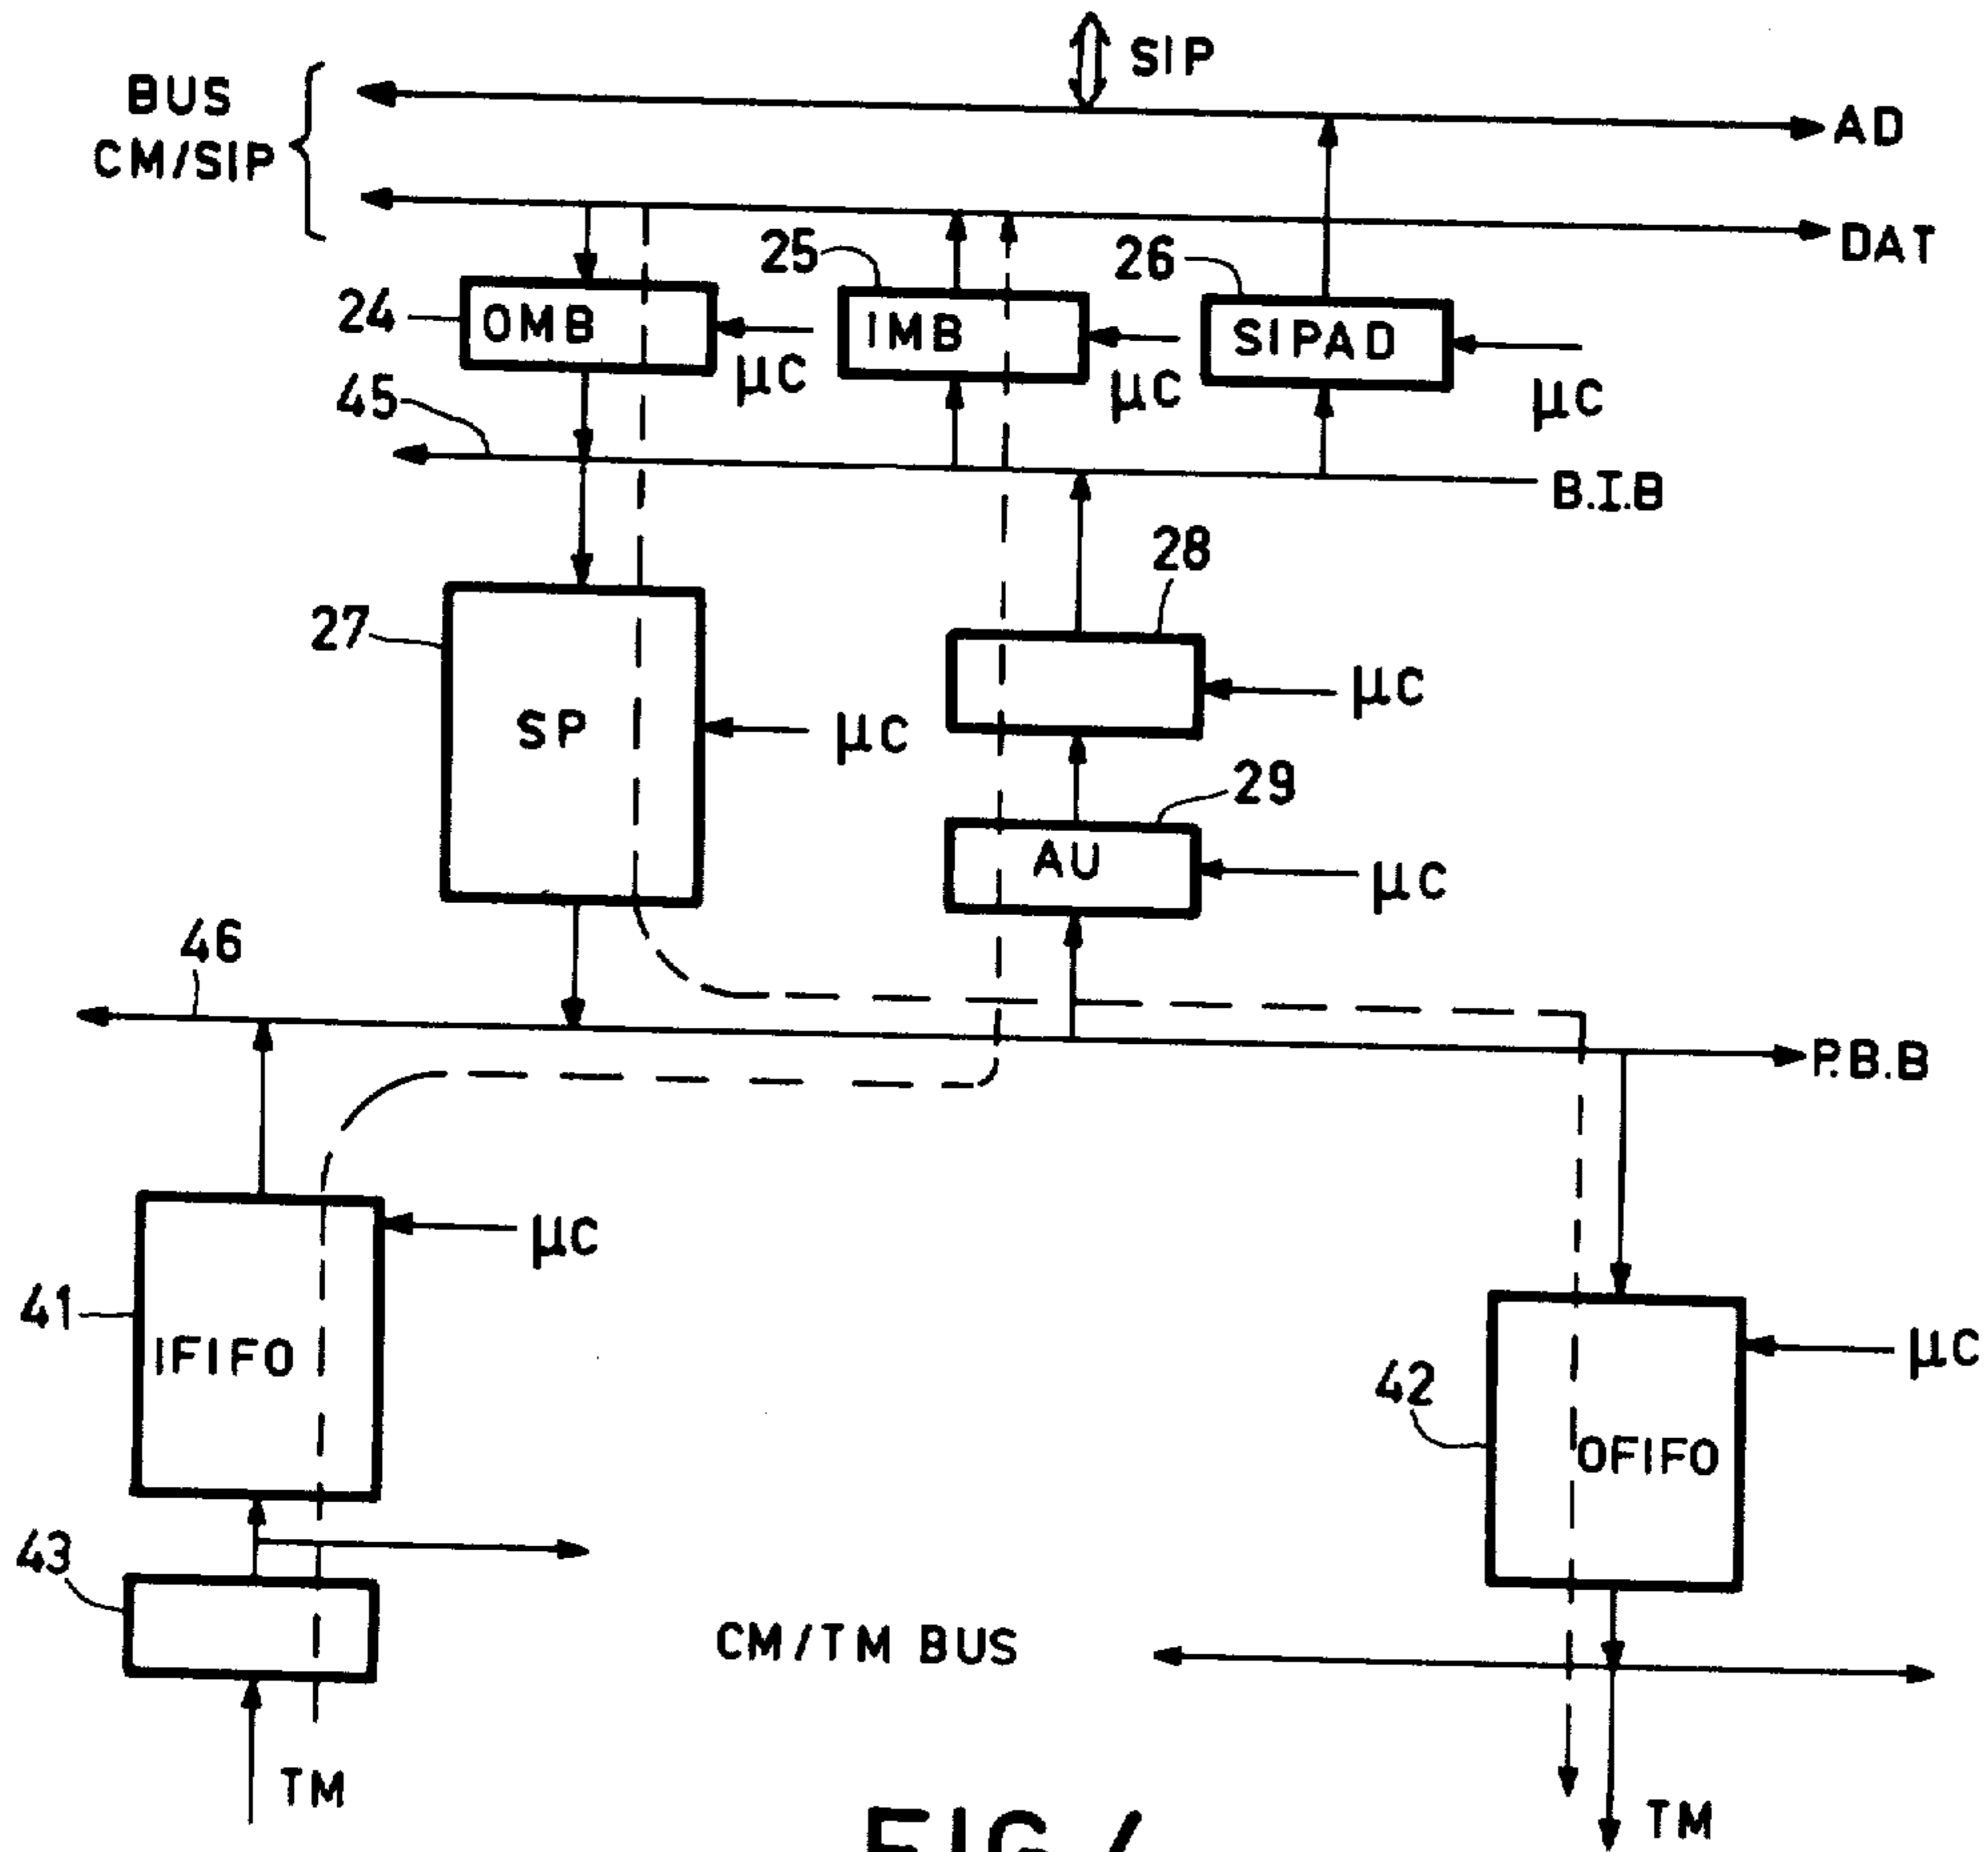 SIP
BUS
CM/SIP
AD
DAT
25
26
24
OMB
IMB
SIPAD
μC
μC
μC
45
B.I.B
28
27
SP
μC
μC
29
AU
μC
46
P.B.B
μC
41
IFIFO
42
OFIFO
μC
43
CM/TM BUS
TM
TM